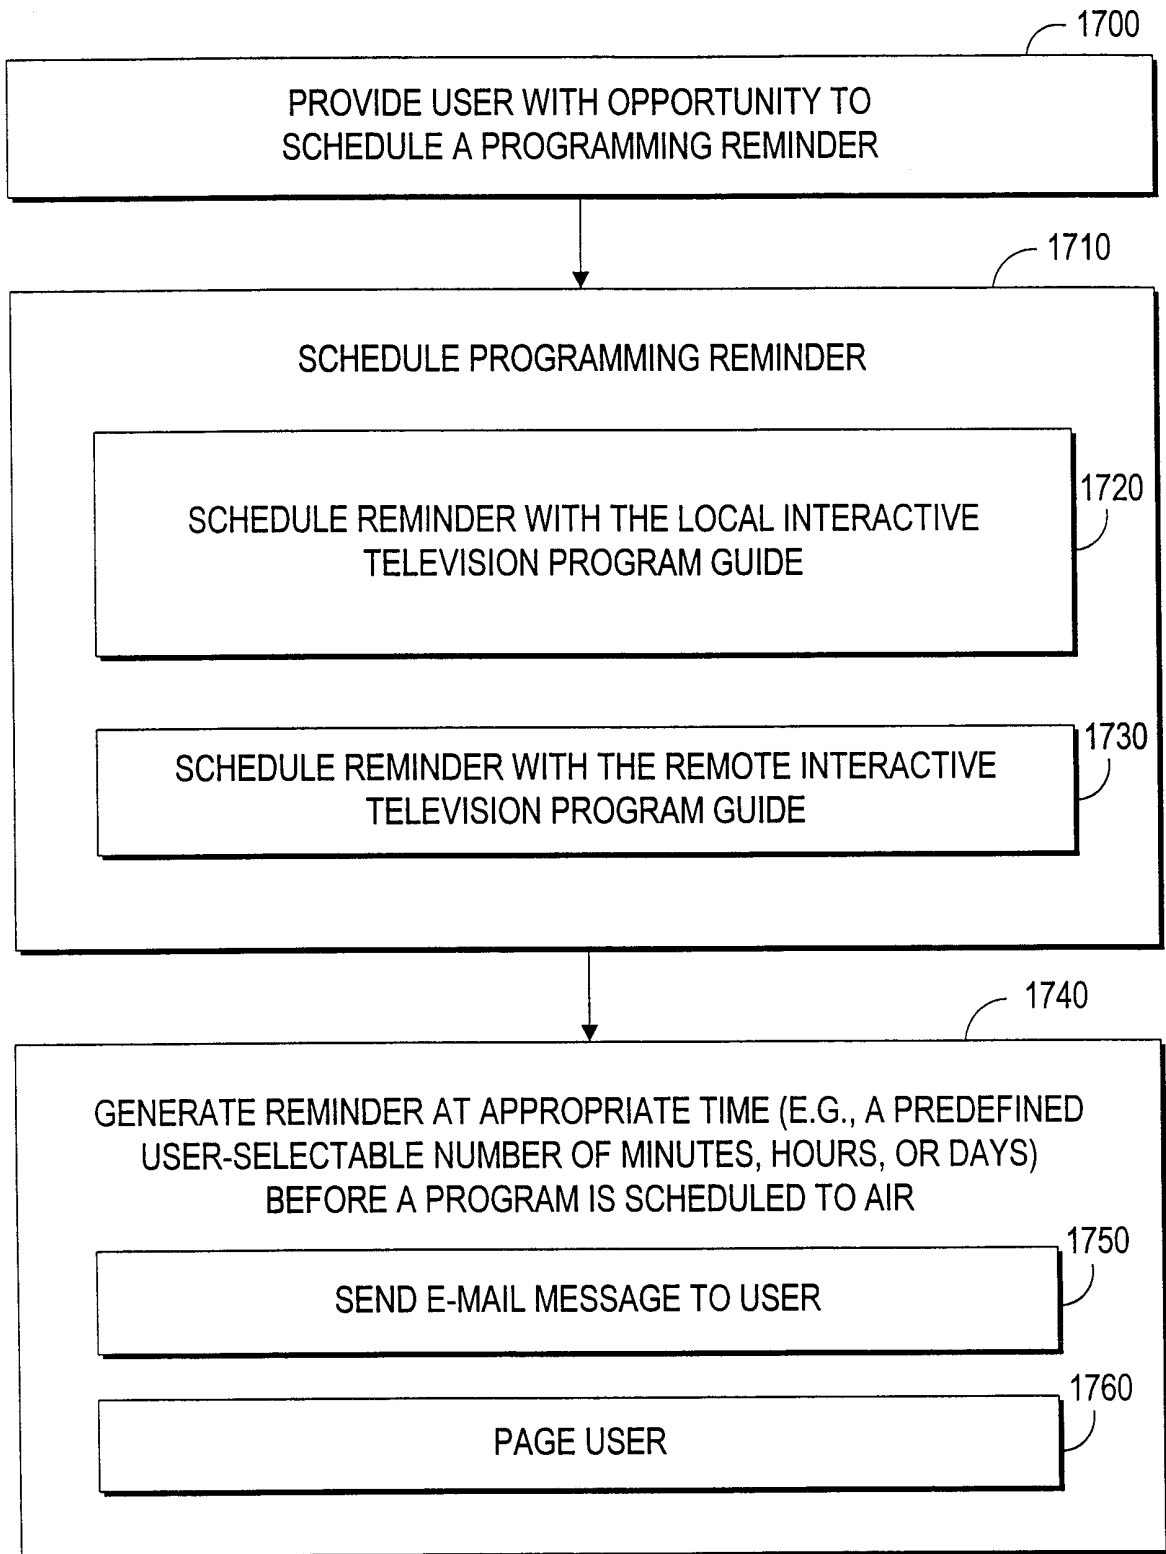 1700
PROVIDE USER WITH OPPORTUNITY TO
SCHEDULE A PROGRAMMING REMINDER
1710
SCHEDULE PROGRAMMING REMINDER
1720
SCHEDULE REMINDER WITH THE LOCAL INTERACTIVE
TELEVISION PROGRAM GUIDE
1730
SCHEDULE REMINDER WITH THE REMOTE INTERACTIVE
TELEVISION PROGRAM GUIDE
1740
GENERATE REMINDER AT APPROPRIATE TIME (E.G., A PREDEFINED
USER-SELECTABLE NUMBER OF MINUTES, HOURS, OR DAYS)
BEFORE A PROGRAM IS SCHEDULED TO AIR
1750
SEND E-MAIL MESSAGE TO USER
1760
PAGE USER